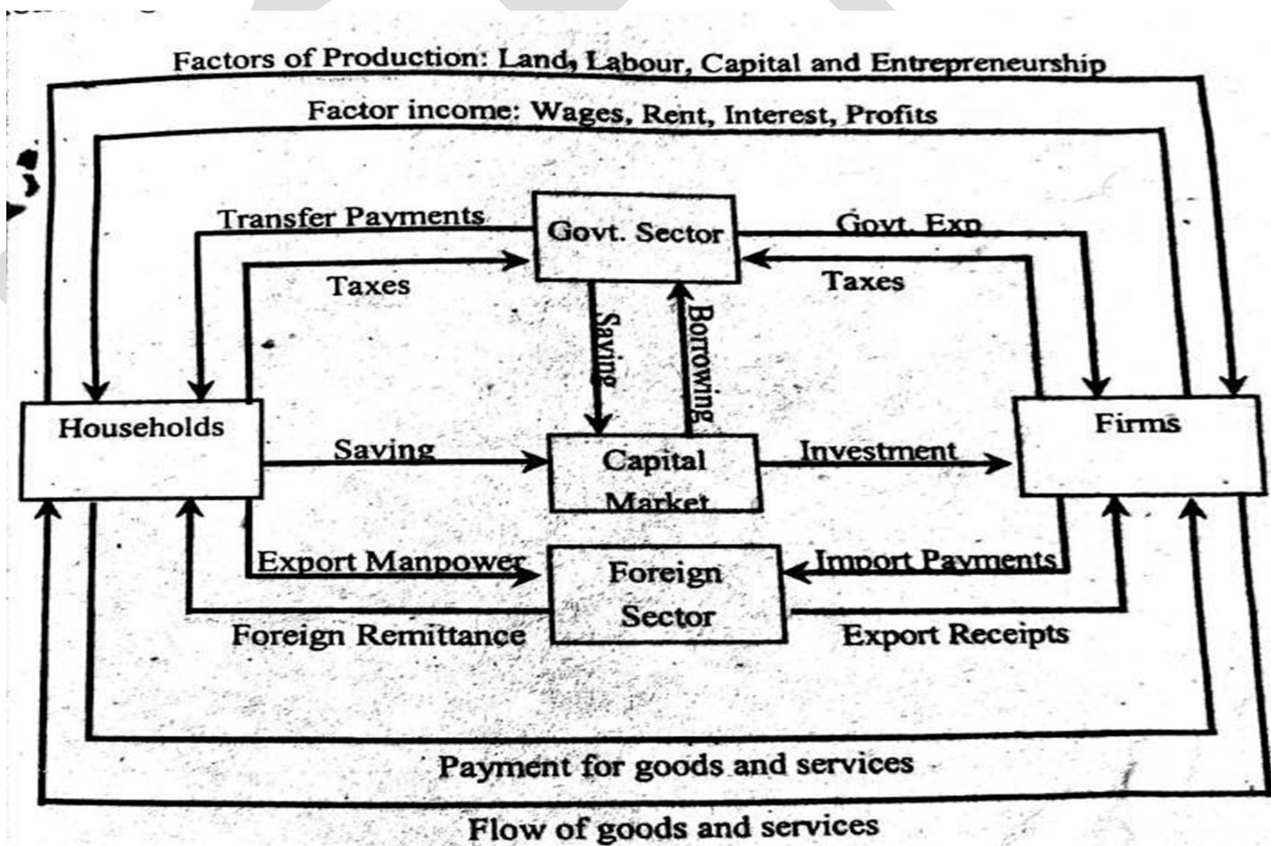 Factors of Production: Land, Labour, Capital and Entrepreneurship
Factor income: Wages, Rent, Interest, Profits
Transfer Payments
Govt. Sector
Govt. Exp
Taxes
Taxes
Saving
Borrowing
Households
Firms
Saving
Capital
Market
Investment
Export Manpower
Foreign
Sector
Import Payments
Foreign Remittance
Export Receipts
Payment for goods and services
Flow of goods and services